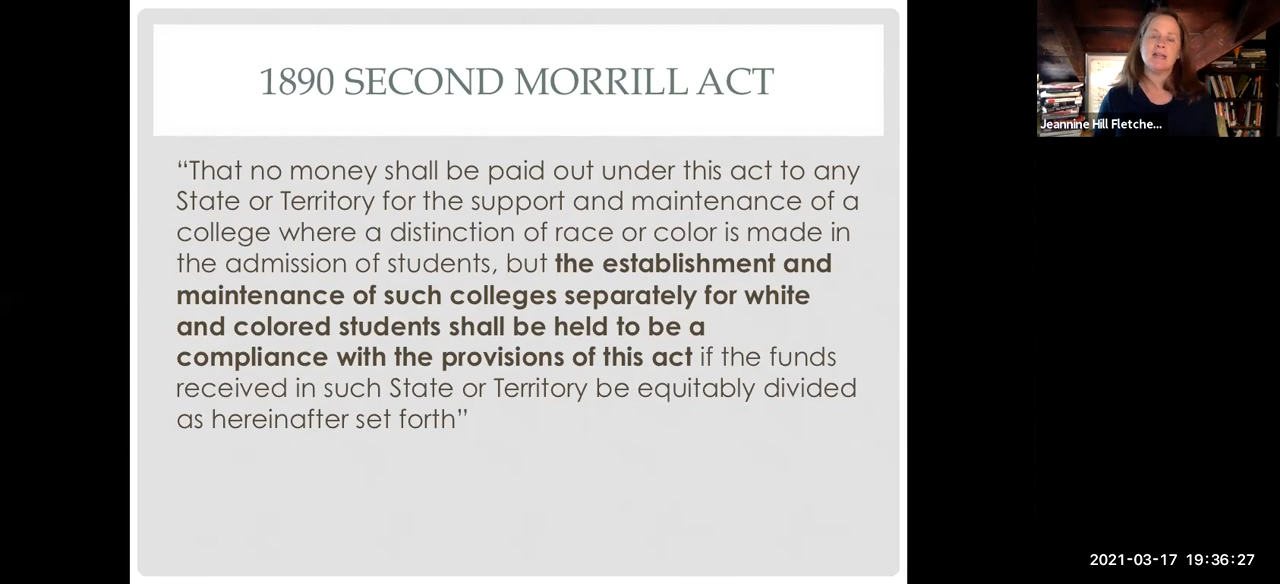 1890 SECOND MORRILL ACT
“That no money shall be paid out under this act to any
State or Territory for the support and maintenance of a
college where a distinction of race or color is made in
the admission of students, but the establishment and
maintenance of such colleges separately for white
and colored students shall be held to be a
compliance with the provisions of this act if the funds
received in such State or Territory be equitably divided
as hereinafter set forth”
Jeannine Hill Fletche...
2021-03-17 19:36:27